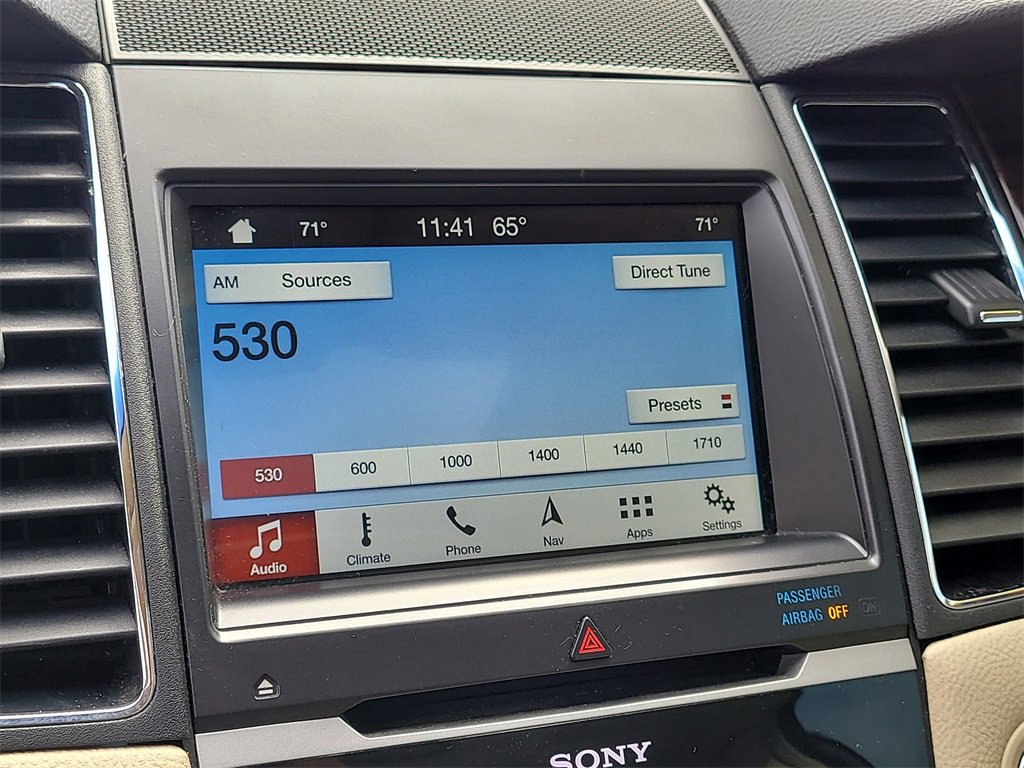 71° 11:41 65° 71°
AM Sources Direct Tune
530
Presets
530 600 1000 1400 1440 1710
Audio Climate Phone Nav Apps Settings
PASSENGER
AIRBAG OFF ON
SONY